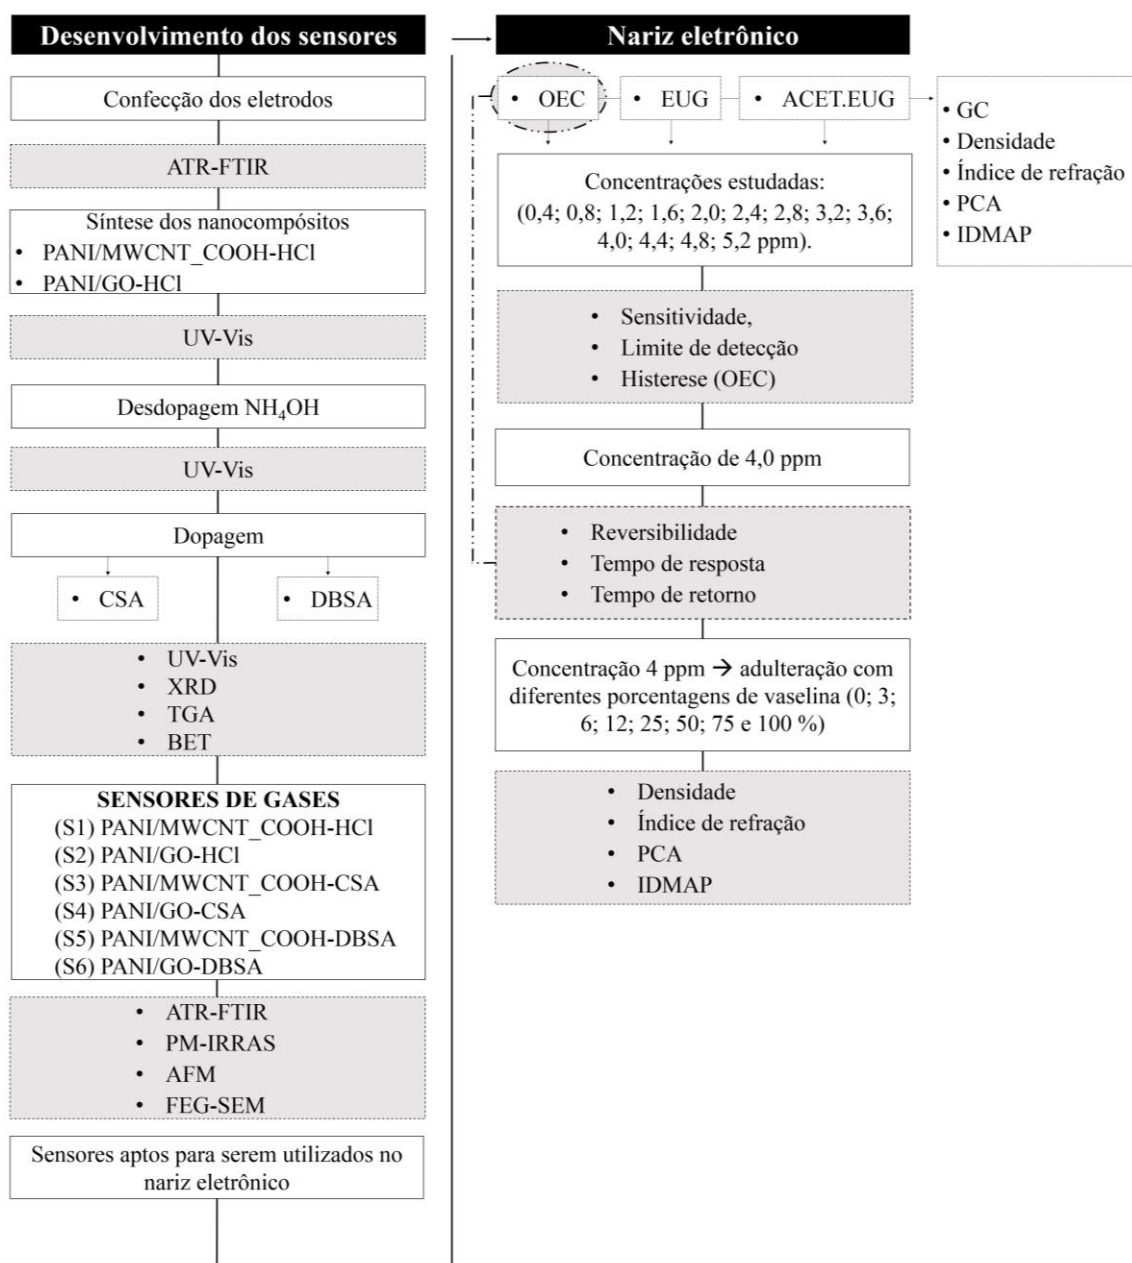 Desenvolvimento dos sensores
Confecção dos eletrodos
ATR-FTIR
Síntese dos nanocompósitos
• PANI/MWCNT_COOH-HCl
• PANI/GO-HCl
UV-Vis
Desdopagem NH₄OH
UV-Vis
Dopagem
• CSA
• DBSA
• UV-Vis
• XRD
• TGA
• BET
SENSORES DE GASES
(S1) PANI/MWCNT_COOH-HCl
(S2) PANI/GO-HCl
(S3) PANI/MWCNT_COOH-CSA
(S4) PANI/GO-CSA
(S5) PANI/MWCNT_COOH-DBSA
(S6) PANI/GO-DBSA
• ATR-FTIR
• PM-IRRAS
• AFM
• FEG-SEM
Sensores aptos para serem utilizados no
nariz eletrônico
Nariz eletrônico
• OEC
• EUG
• ACET.EUG
• GC
• Densidade
• Índice de refração
• PCA
• IDMAP
Concentrações estudadas:
(0,4; 0,8; 1,2; 1,6; 2,0; 2,4; 2,8; 3,2; 3,6;
4,0; 4,4; 4,8; 5,2 ppm).
• Sensitividade,
• Limite de detecção
• Histerese (OEC)
Concentração de 4,0 ppm
• Reversibilidade
• Tempo de resposta
• Tempo de retorno
Concentração 4 ppm → adulteração com
diferentes porcentagens de vaselina (0; 3;
6; 12; 25; 50; 75 e 100 %)
• Densidade
• Índice de refração
• PCA
• IDMAP